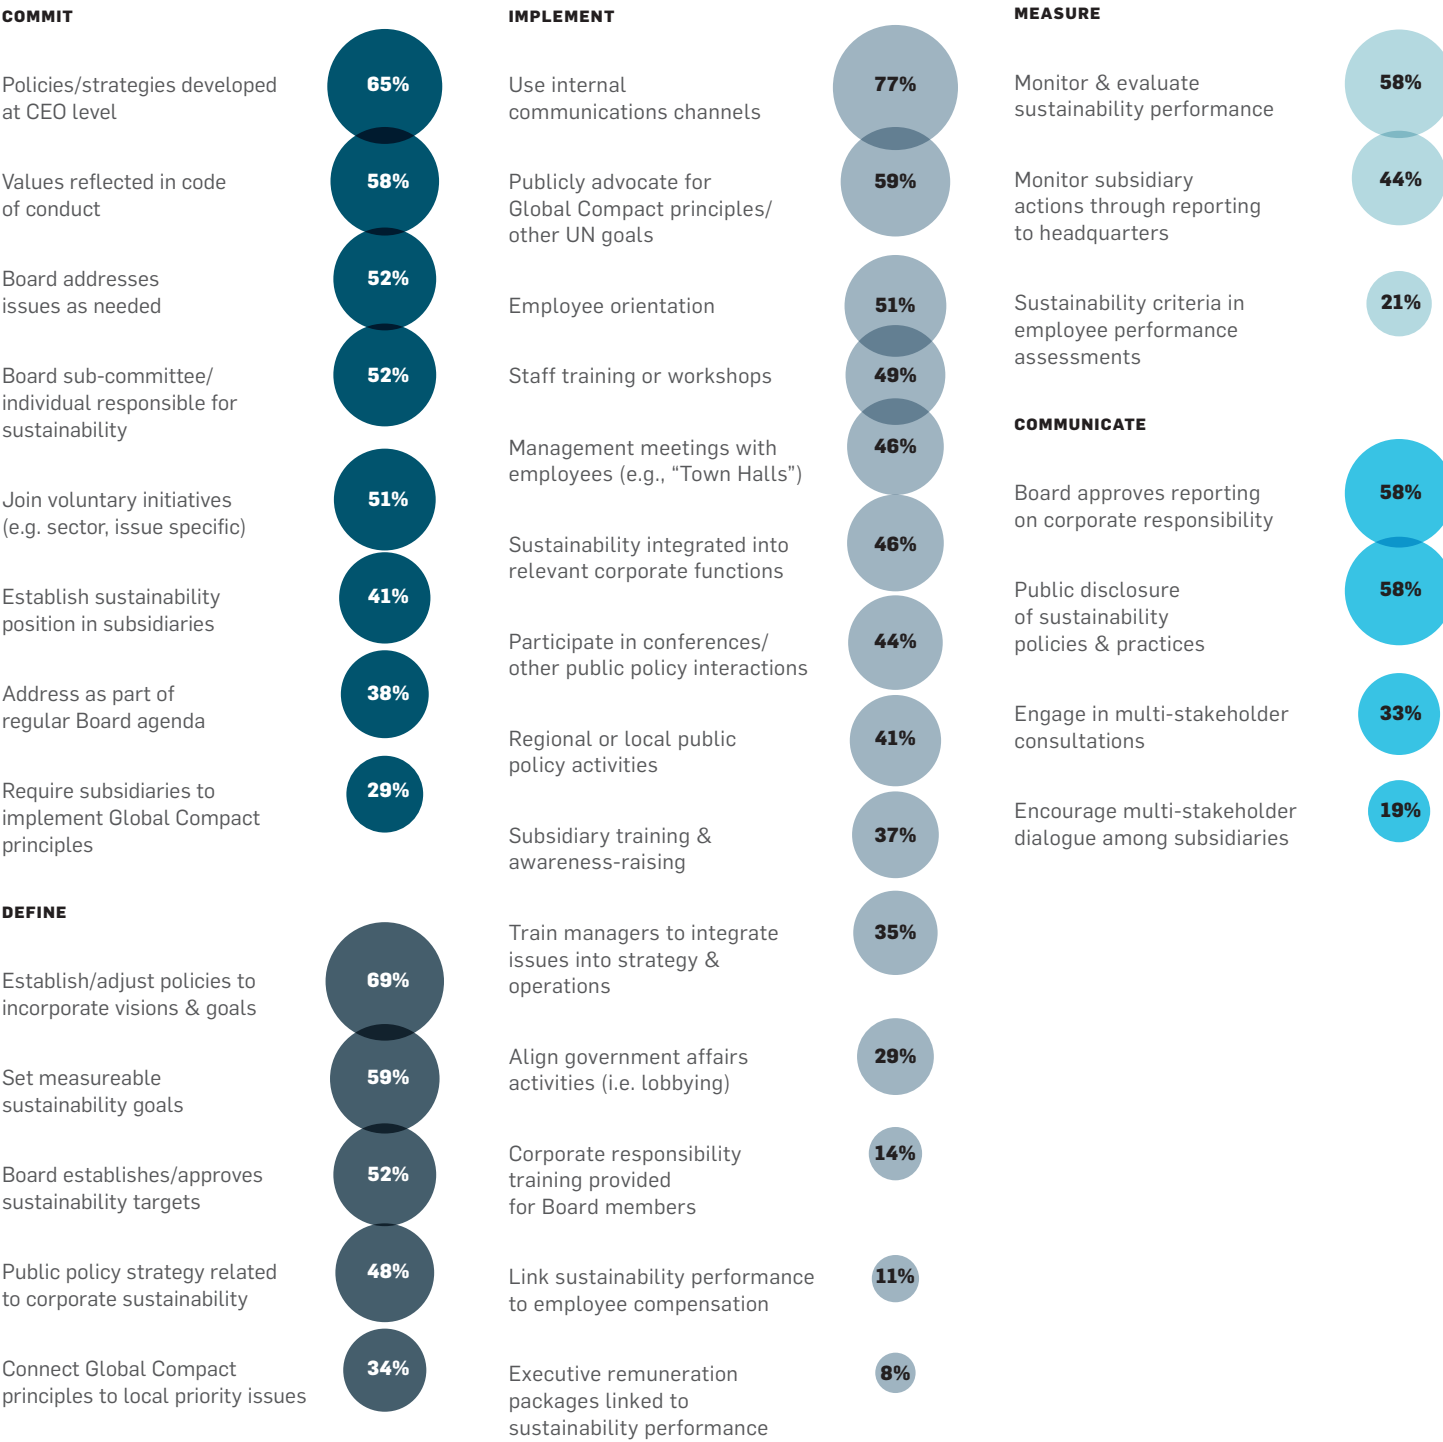 COMMIT
Policies/strategies developed
at CEO level
65%
Values reflected in code
of conduct
58%
Board addresses
issues as needed
52%
Board sub-committee/
individual responsible for
sustainability
52%
Join voluntary initiatives
(e.g. sector, issue specific)
51%
Establish sustainability
position in subsidiaries
41%
Address as part of
regular Board agenda
38%
Require subsidiaries to
implement Global Compact
principles
29%
DEFINE
Establish/adjust policies to
incorporate visions & goals
69%
Set measureable
sustainability goals
59%
Board establishes/approves
sustainability targets
52%
Public policy strategy related
to corporate sustainability
48%
Connect Global Compact
principles to local priority issues
34%
IMPLEMENT
Use internal
communications channels
77%
Publicly advocate for
Global Compact principles/
other UN goals
59%
Employee orientation
51%
Staff training or workshops
49%
Management meetings with
employees (e.g., “Town Halls”)
46%
Sustainability integrated into
relevant corporate functions
46%
Participate in conferences/
other public policy interactions
44%
Regional or local public
policy activities
41%
Subsidiary training &
awareness-raising
37%
Train managers to integrate
issues into strategy &
operations
35%
Align government affairs
activities (i.e. lobbying)
29%
Corporate responsibility
training provided
for Board members
14%
Link sustainability performance
to employee compensation
11%
Executive remuneration
packages linked to
sustainability performance
8%
MEASURE
Monitor & evaluate
sustainability performance
58%
Monitor subsidiary
actions through reporting
to headquarters
44%
Sustainability criteria in
employee performance
assessments
21%
COMMUNICATE
Board approves reporting
on corporate responsibility
58%
Public disclosure
of sustainability
policies & practices
58%
Engage in multi-stakeholder
consultations
33%
Encourage multi-stakeholder
dialogue among subsidiaries
19%